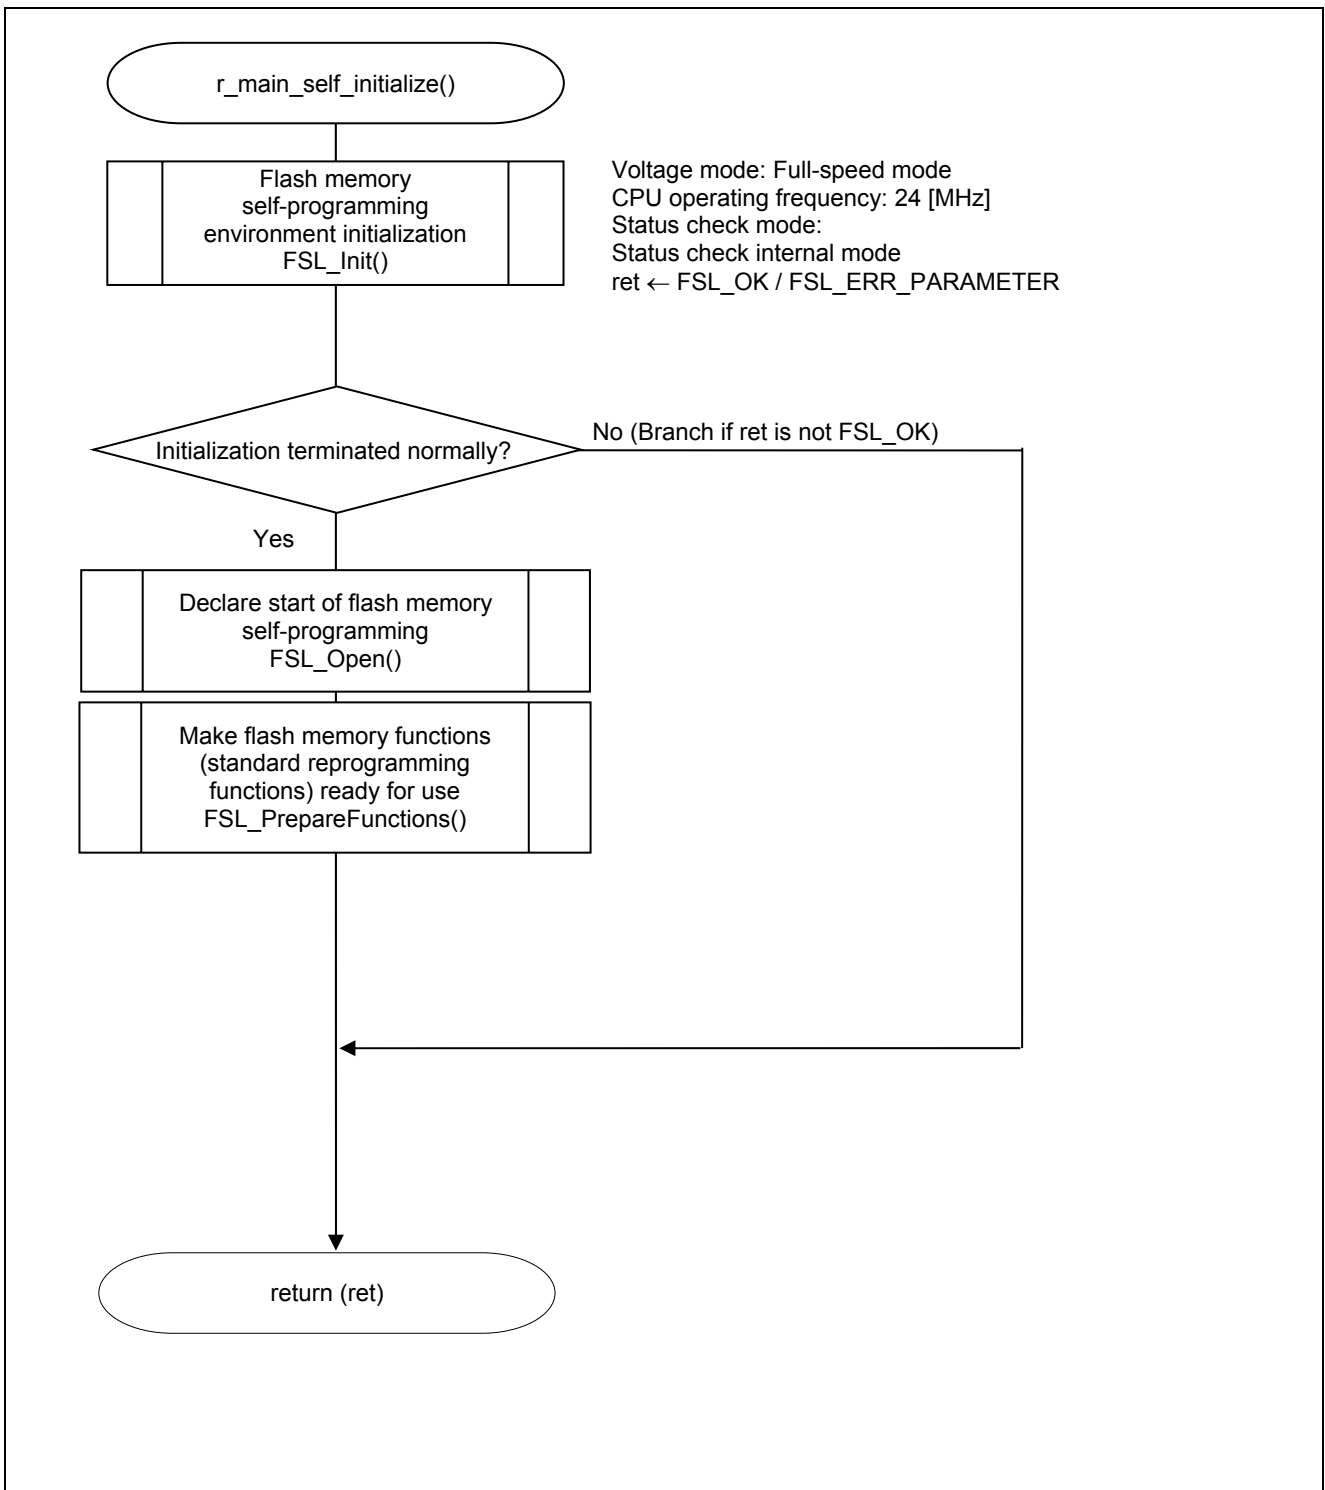 r_main_self_initialize()
Flash memory
self-programming
environment initialization
FSL_Init()
Voltage mode: Full-speed mode
CPU operating frequency: 24 [MHz]
Status check mode:
Status check internal mode
ret ← FSL_OK / FSL_ERR_PARAMETER
Initialization terminated normally?
No (Branch if ret is not FSL_OK)
Yes
Declare start of flash memory
self-programming
FSL_Open()
Make flash memory functions
(standard reprogramming
functions) ready for use
FSL_PrepareFunctions()
return (ret)